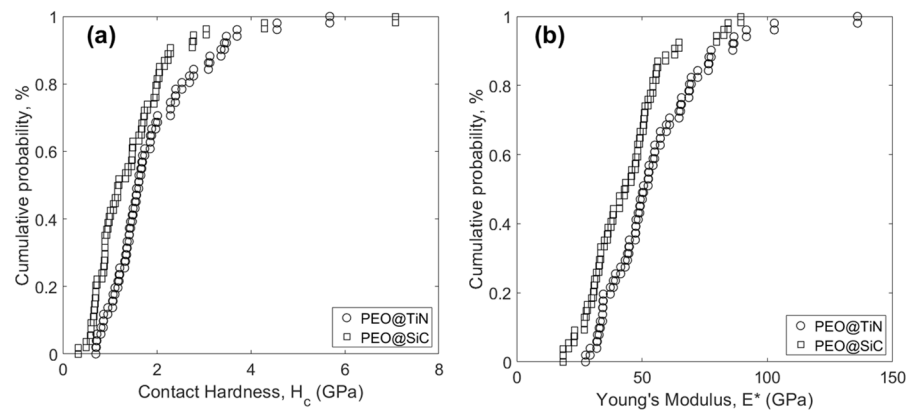 (a)
Cumulative probability, %
1
0.8
0.6
0.4
0.2
0
0 2 4 6 8
Contact Hardness, H_c (GPa)
PEO@TiN
PEO@SiC
(b)
Cumulative probability, %
1
0.8
0.6
0.4
0.2
0
0 50 100 150
Young's Modulus, E* (GPa)
PEO@TiN
PEO@SiC